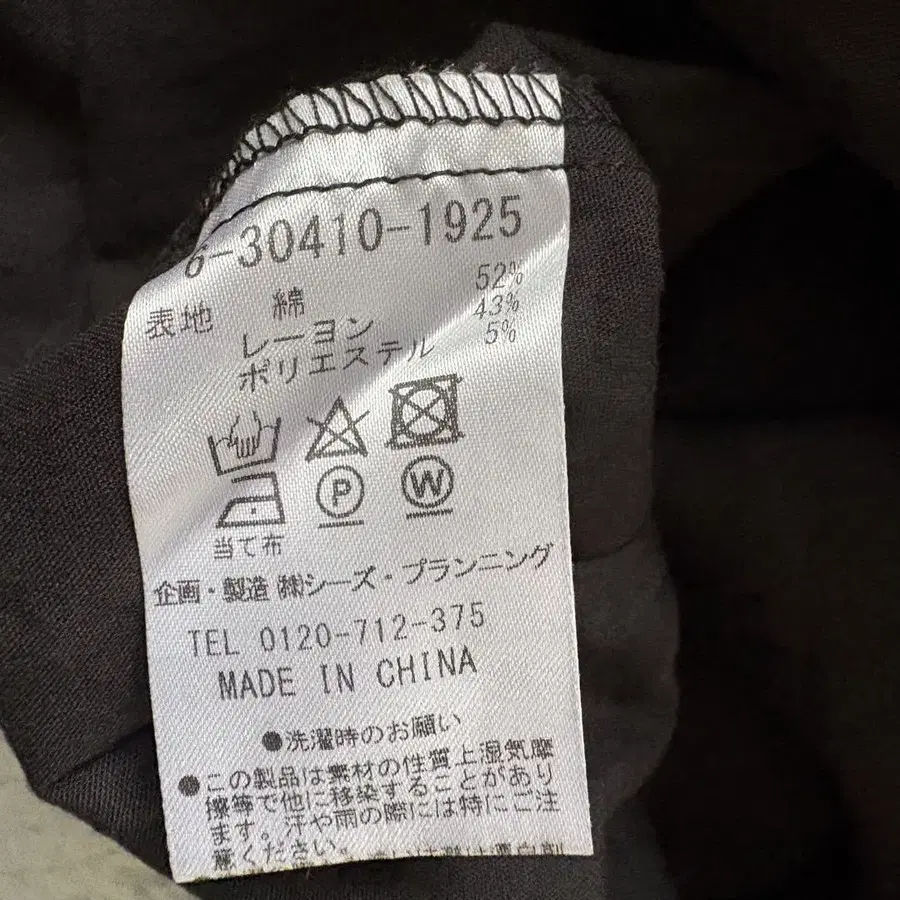 6-30410-1925
表地 綿 52%
レーヨン 43%
ポリエステル 5%
P W
当て布
企画・製造 ㈱シーズ・プランニング
TEL 0120-712-375
MADE IN CHINA
●洗濯時のお願い
●この製品は素材の性質上湿気摩
擦等で他に移染することがあり
ます。汗や雨の際には特にご注
意ください。